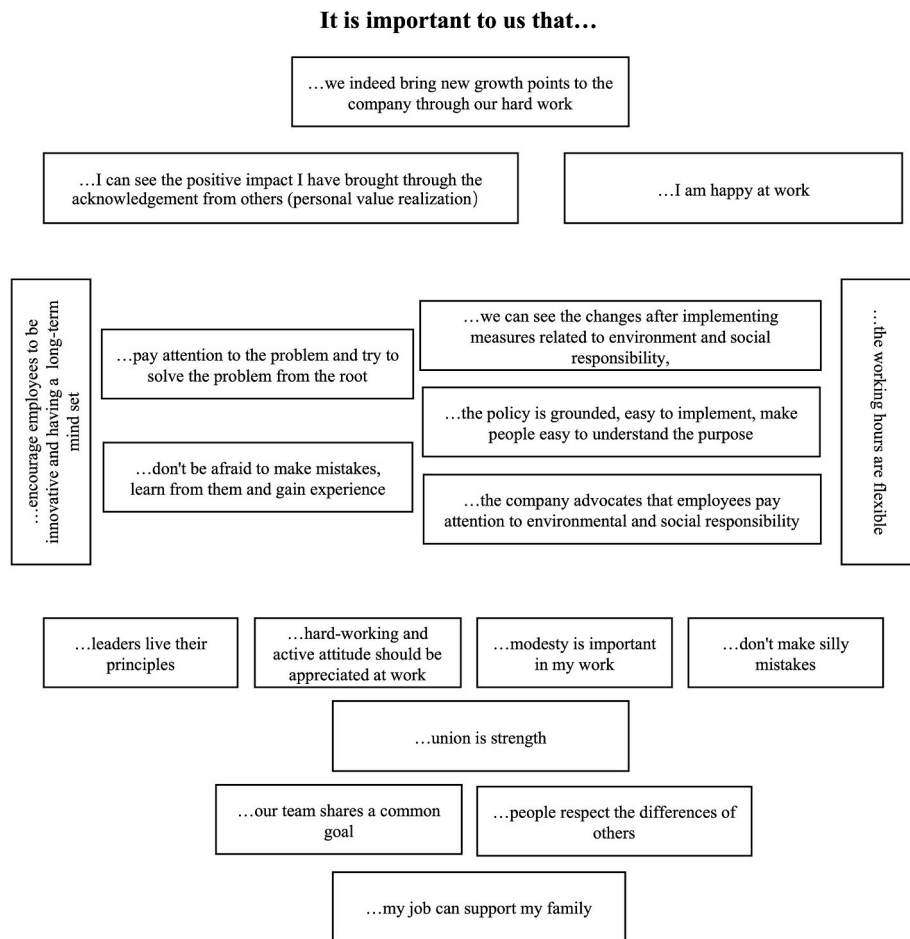 It is important to us that…
…we indeed bring new growth points to the
company through our hard work
…I can see the positive impact I have brought through the
acknowledgement from others (personal value realization)
…I am happy at work
…encourage employees to be
innovative and having a long-term
mind set
…pay attention to the problem and try to
solve the problem from the root
…don't be afraid to make mistakes,
learn from them and gain experience
…we can see the changes after implementing
measures related to environment and social
responsibility,
…the policy is grounded, easy to implement, make
people easy to understand the purpose
…the company advocates that employees pay
attention to environmental and social responsibility
…the working hours are flexible
…leaders live their
principles
…hard-working and
active attitude should be
appreciated at work
…modesty is important
in my work
…don't make silly
mistakes
…union is strength
…our team shares a common
goal
…people respect the differences of
others
…my job can support my family